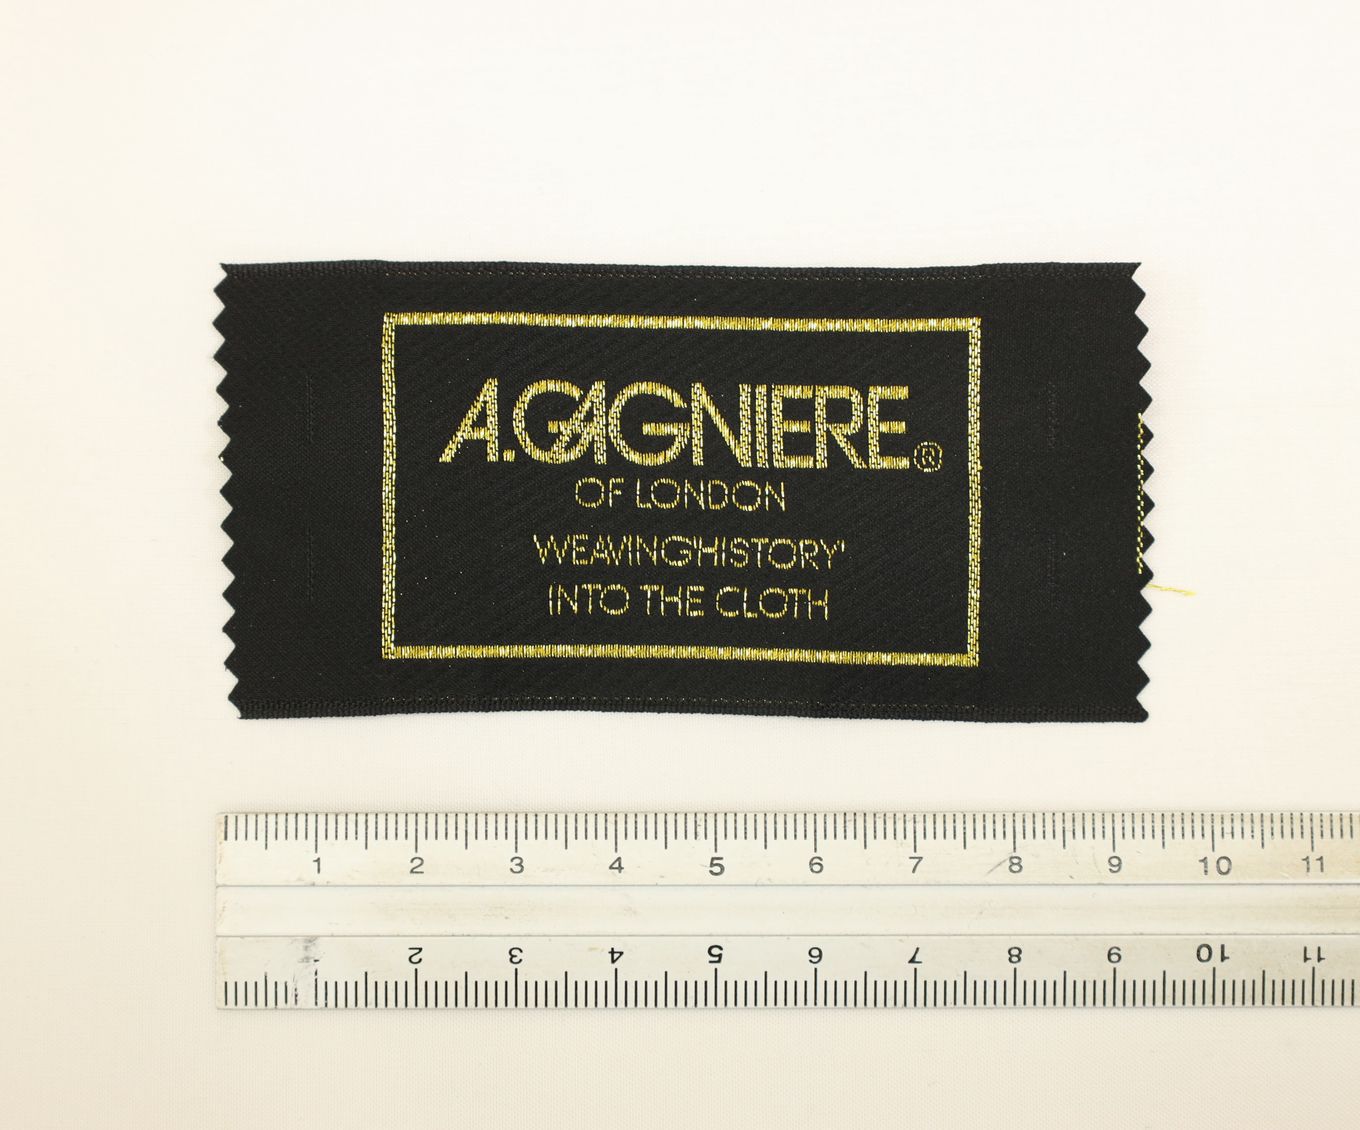 A.GAGNIERE®
OF LONDON
WEAVING'HISTORY'
INTO THE CLOTH
1 2 3 4 5 6 7 8 9 10 11
2 3 4 5 6 7 8 9 10 11